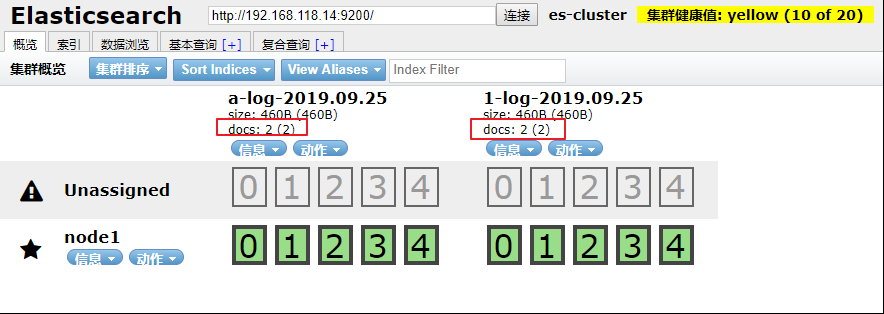 Elasticsearch http://192.168.118.14:9200/ 连接 es-cluster 集群健康值: yellow (10 of 20)
概览 索引 数据浏览 基本查询 [+] 复合查询 [+]
集群概览 集群排序 Sort Indices View Aliases Index Filter
a-log-2019.09.25 1-log-2019.09.25
size: 460B (460B) size: 460B (460B)
docs: 2 (2) docs: 2 (2)
信息 动作 信息 动作
Unassigned 0 1 2 3 4 0 1 2 3 4
node1 0 1 2 3 4 0 1 2 3 4
信息 动作